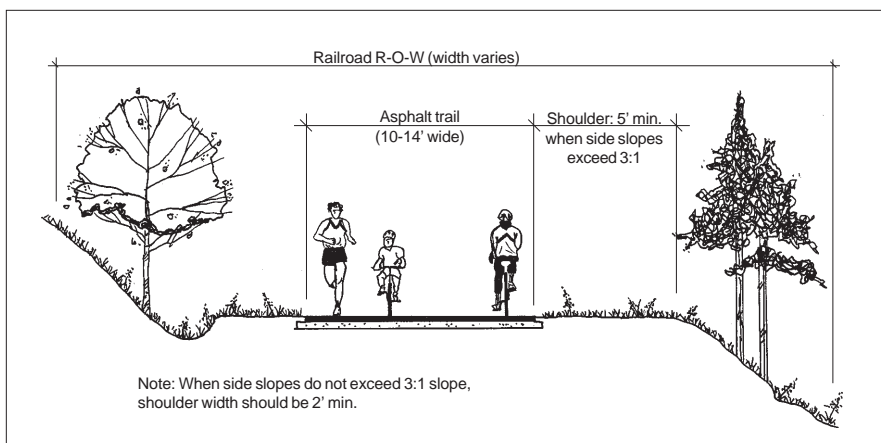 Railroad R-O-W (width varies)
Asphalt trail
(10-14’ wide)
Shoulder: 5’ min.
when side slopes
exceed 3:1
Note: When side slopes do not exceed 3:1 slope,
shoulder width should be 2’ min.